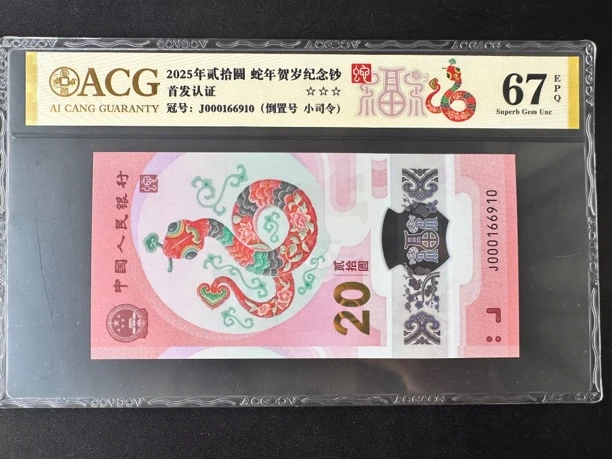 ACG
AI CANG GUARANTY
2025年贰拾圆 蛇年贺岁纪念钞
首发认证 ☆☆☆
冠号：J000166910（倒置号 小司令）
福
67
EPQ
Superb Gem Unc
中国人民银行
贰拾圆
20
福
J000166910